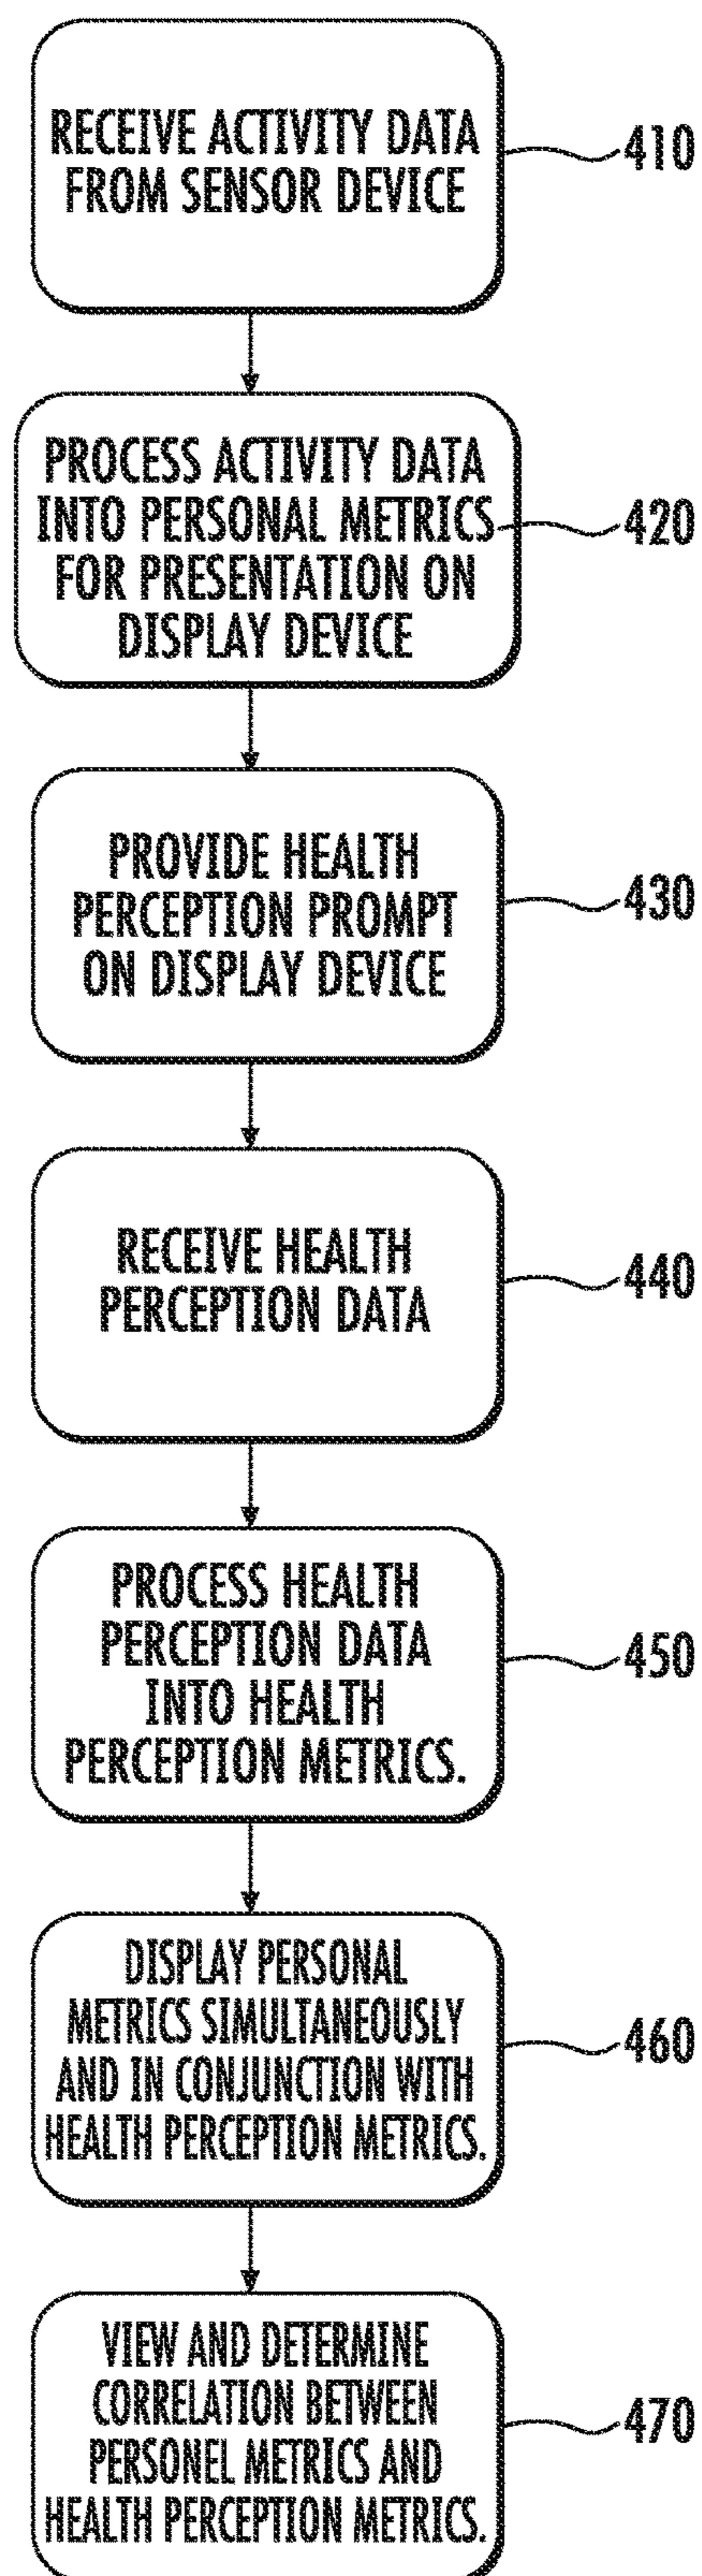 RECEIVE ACTIVITY DATA
FROM SENSOR DEVICE
410
PROCESS ACTIVITY DATA
INTO PERSONAL METRICS
FOR PRESENTATION ON
DISPLAY DEVICE
420
PROVIDE HEALTH
PERCEPTION PROMPT
ON DISPLAY DEVICE
430
RECEIVE HEALTH
PERCEPTION DATA
440
PROCESS HEALTH
PERCEPTION DATA
INTO HEALTH
PERCEPTION METRICS.
450
DISPLAY PERSONAL
METRICS SIMULTANEOUSLY
AND IN CONJUNCTION WITH
HEALTH PERCEPTION METRICS.
460
VIEW AND DETERMINE
CORRELATION BETWEEN
PERSONEL METRICS AND
HEALTH PERCEPTION METRICS.
470